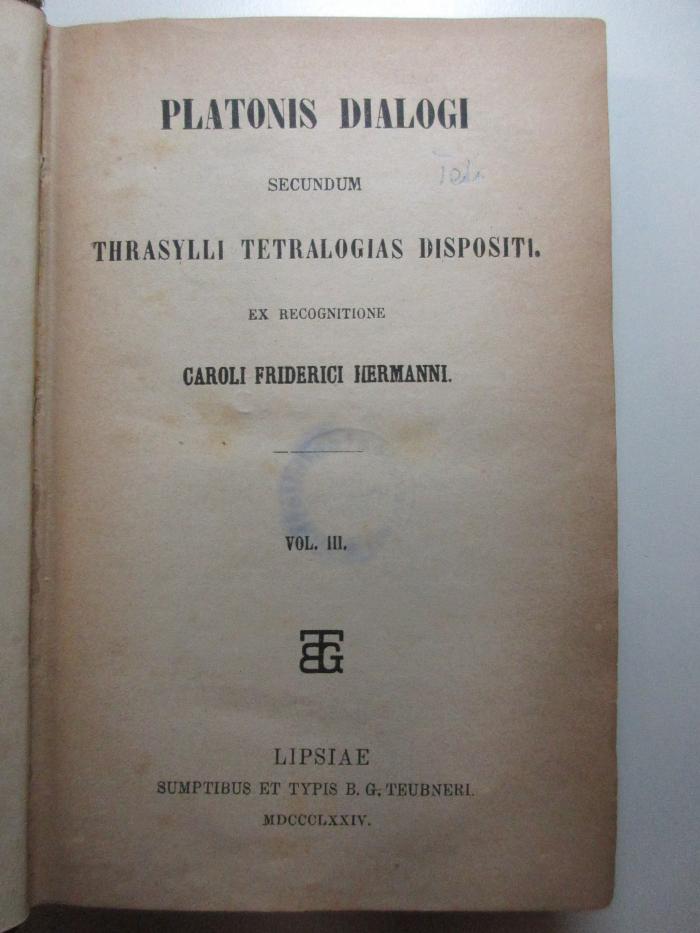 PLATONIS DIALOGI
SECUNDUM
THRASYLLI TETRALOGIAS DISPOSITI.
EX RECOGNITIONE
CAROLI FRIDERICI HERMANNI.
VOL. III.
BTG
LIPSIAE
SUMPTIBUS ET TYPIS B. G. TEUBNERI.
MDCCCLXXIV.